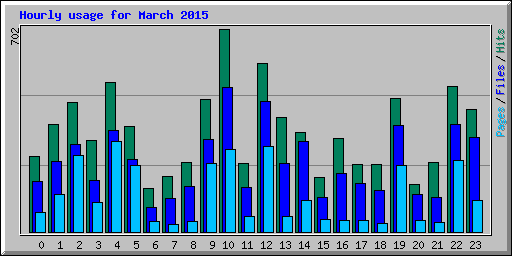 Hourly usage for March 2015
702
Pages/Files/Hits
0 1 2 3 4 5 6 7 8 9 10 11 12 13 14 15 16 17 18 19 20 21 22 23